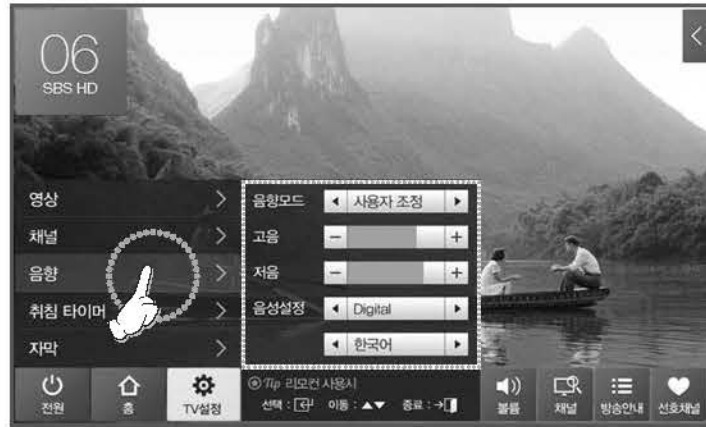 06
SBS HD
영상
채널
음향
취침 타이머
자막
음향모드 사용자 조정
고음
저음
음성설정 Digital
한국어
Tip 리모컨 사용시
선택 : 이동 : ▲▼ 종료 :
전원
홈
TV설정
볼륨
채널
방송안내
선호채널